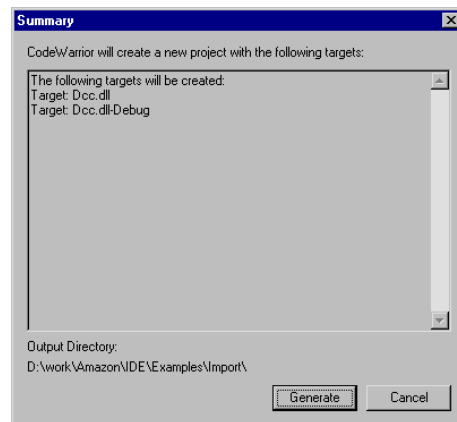 Summary
CodeWarrior will create a new project with the following targets:
The following targets will be created:
Target: Dcc.dll
Target: Dcc.dll-Debug
Output Directory:
D:\work\Amazon\IDE\Examples\Import\
Generate Cancel